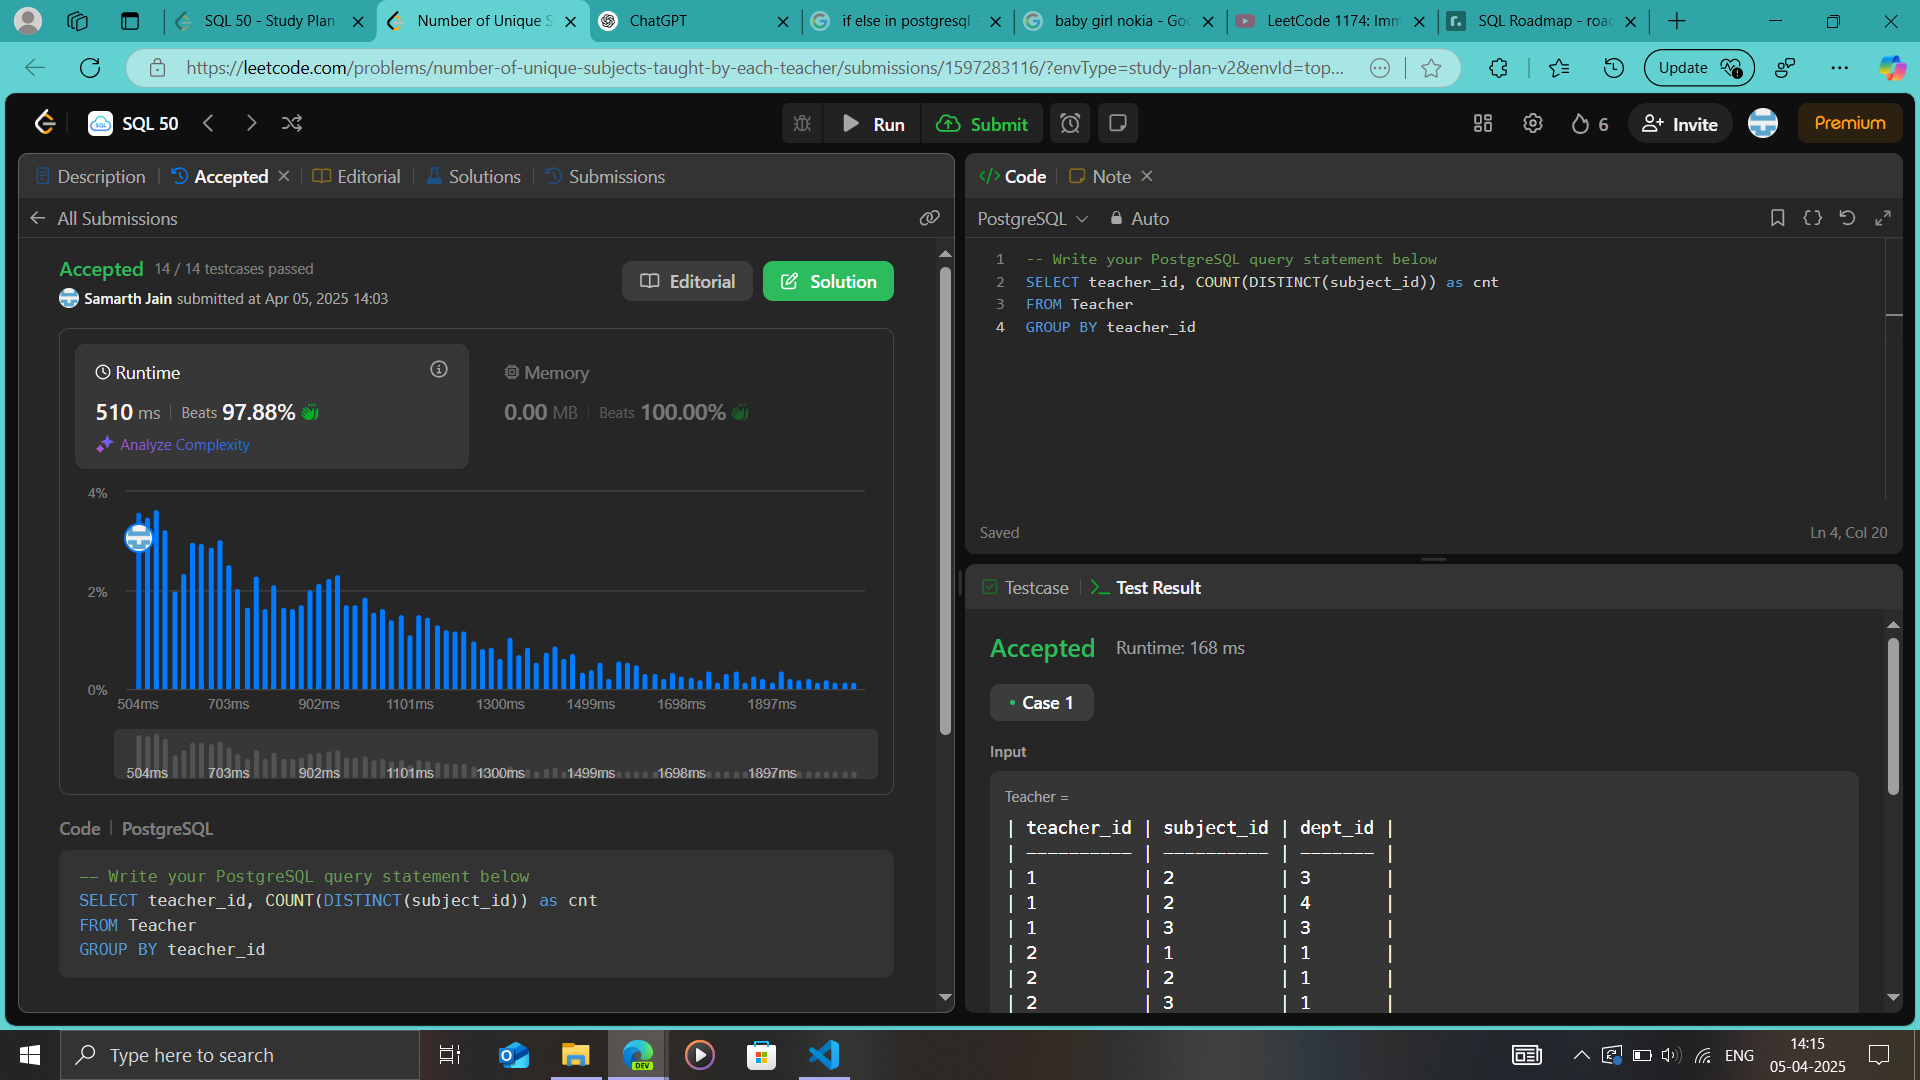 SQL 50 - Study Plan
Number of Unique S
ChatGPT
if else in postgresql -
baby girl nokia - Goo
LeetCode 1174: Imm
SQL Roadmap - roa
https://leetcode.com/problems/number-of-unique-subjects-taught-by-each-teacher/submissions/1597283116/?envType=study-plan-v2&envId=top...
Update
SQL 50
Run
Submit
6
Invite
Premium
Description
Accepted
Editorial
Solutions
Submissions
All Submissions
Accepted 14 / 14 testcases passed
Samarth Jain submitted at Apr 05, 2025 14:03
Editorial
Solution
Runtime
510 ms Beats 97.88%
Analyze Complexity
Memory
0.00 MB Beats 100.00%
4%
2%
0%
504ms 703ms 902ms 1101ms 1300ms 1499ms 1698ms 1897ms
504ms 703ms 902ms 1101ms 1300ms 1499ms 1698ms 1897ms
Code | PostgreSQL
-- Write your PostgreSQL query statement below
SELECT teacher_id, COUNT(DISTINCT(subject_id)) as cnt
FROM Teacher
GROUP BY teacher_id
</> Code
Note
PostgreSQL
Auto
1 -- Write your PostgreSQL query statement below
2 SELECT teacher_id, COUNT(DISTINCT(subject_id)) as cnt
3 FROM Teacher
4 GROUP BY teacher_id
Saved
Ln 4, Col 20
Testcase
Test Result
Accepted Runtime: 168 ms
Case 1
Input
Teacher =
| teacher_id | subject_id | dept_id |
| ---------- | ---------- | ------- |
| 1 | 2 | 3 |
| 1 | 2 | 4 |
| 1 | 3 | 3 |
| 2 | 1 | 1 |
| 2 | 2 | 1 |
| 2 | 3 | 1 |
Type here to search
DEV
ENG
14:15
05-04-2025